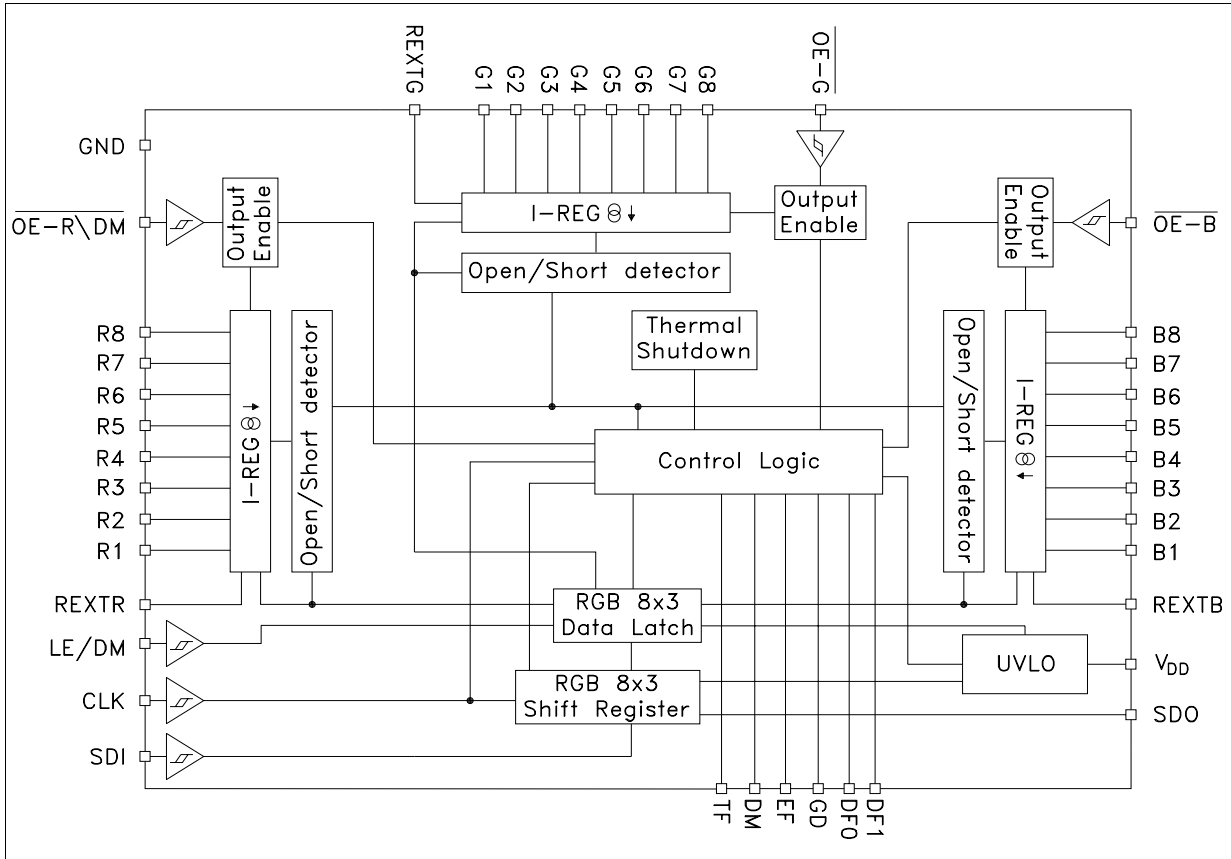 REXTG
G1
G2
G3
G4
G5
G6
G7
G8
OE-G
GND
OE-R\DM
Output
Enable
I-REG
Output
Enable
Output
Enable
OE-B
Open/Short detector
R8
R7
R6
R5
R4
R3
R2
R1
I-REG
Open/Short detector
Thermal
Shutdown
Control Logic
Open/Short detector
I-REG
B8
B7
B6
B5
B4
B3
B2
B1
REXTR
RGB 8x3
Data Latch
REXTB
LE/DM
UVLO
VDD
CLK
RGB 8x3
Shift Register
SDO
SDI
TF
DM
EF
GD
DF0
DF1